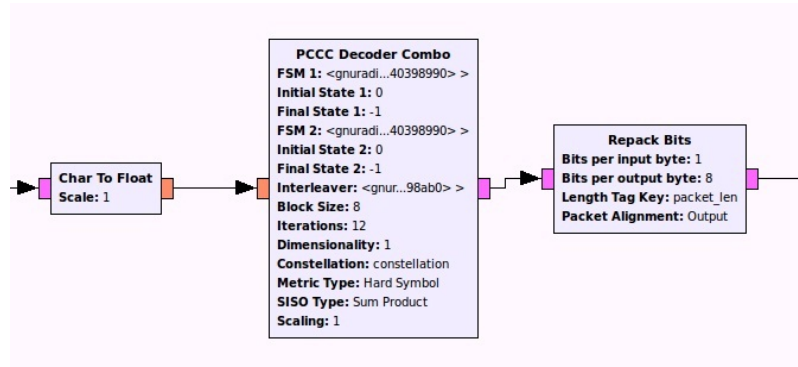 Char To Float
Scale: 1
PCCC Decoder Combo
FSM 1: <gnuradi...40398990> >
Initial State 1: 0
Final State 1: -1
FSM 2: <gnuradi...40398990> >
Initial State 2: 0
Final State 2: -1
Interleaver: <gnur...98ab0> >
Block Size: 8
Iterations: 12
Dimensionality: 1
Constellation: constellation
Metric Type: Hard Symbol
SISO Type: Sum Product
Scaling: 1
Repack Bits
Bits per input byte: 1
Bits per output byte: 8
Length Tag Key: packet_len
Packet Alignment: Output